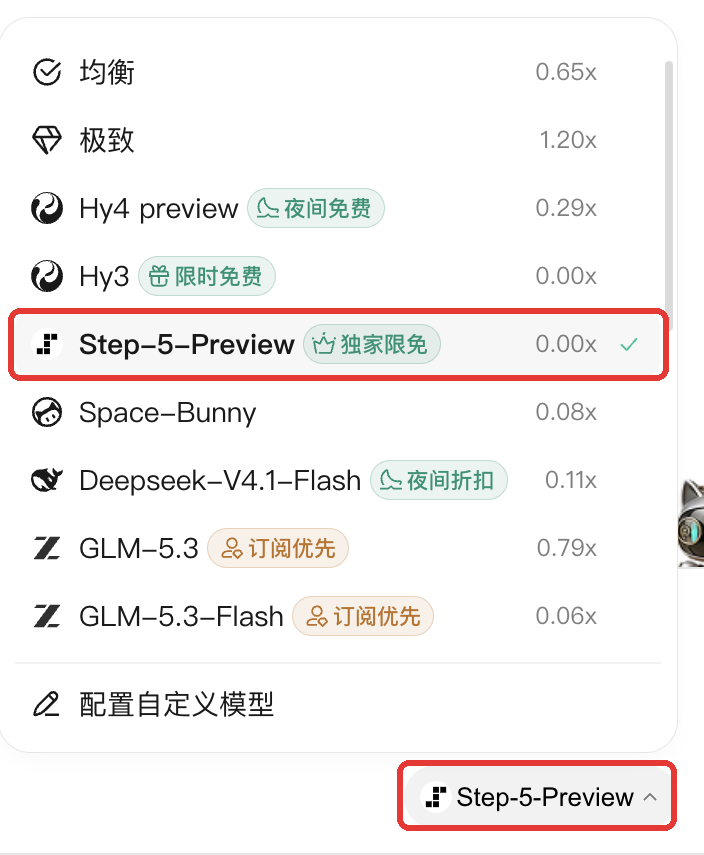 均衡 0.65x
极致 1.20x
Hy4 preview 夜间免费 0.29x
Hy3 限时免费 0.00x
Step-5-Preview 独家限免 0.00x
Space-Bunny 0.08x
Deepseek-V4.1-Flash 夜间折扣 0.11x
GLM-5.3 订阅优先 0.79x
GLM-5.3-Flash 订阅优先 0.06x
配置自定义模型
Step-5-Preview